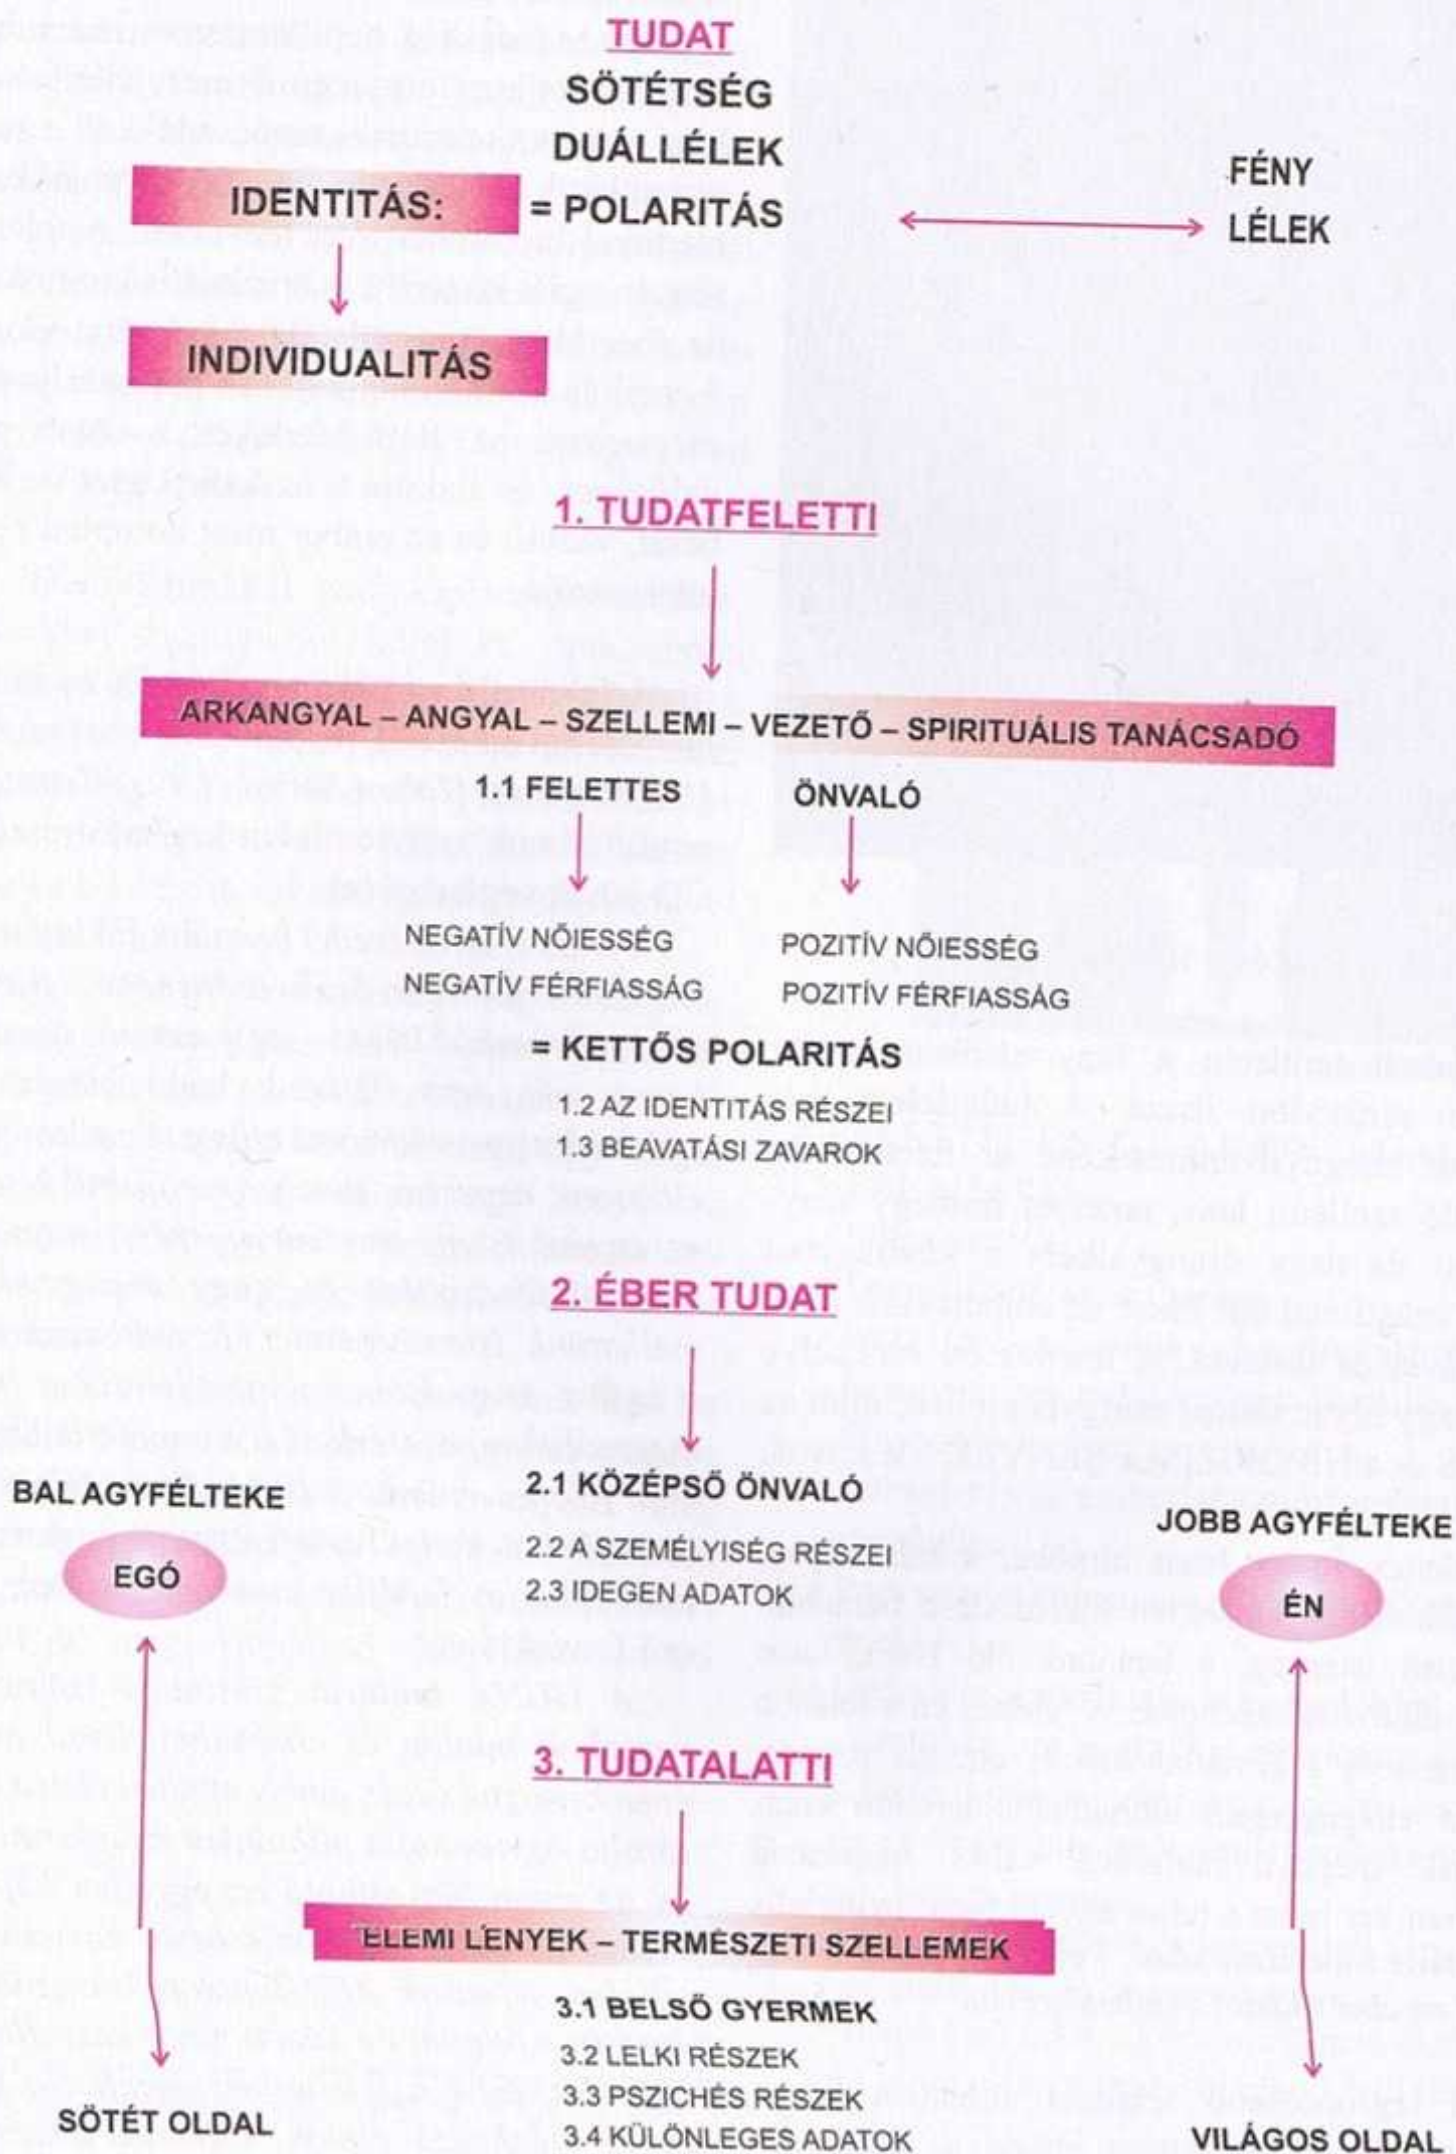 TUDAT
SÖTÉTSÉG
DUÁLLÉLEK
IDENTITÁS: = POLARITÁS
FÉNY
LÉLEK
INDIVIDUALITÁS
1. TUDATFELETTI
ARKANGYAL – ANGYAL – SZELLEMI – VEZETŐ – SPIRITUÁLIS TANÁCSADÓ
1.1 FELETTES ÖNVALÓ
NEGATÍV NŐIESSÉG
NEGATÍV FÉRFIASSÁG
POZITÍV NŐIESSÉG
POZITÍV FÉRFIASSÁG
= KETTŐS POLARITÁS
1.2 AZ IDENTITÁS RÉSZEI
1.3 BEAVATÁSI ZAVAROK
2. ÉBER TUDAT
BAL AGYFÉLTEKE
EGÓ
2.1 KÖZÉPSŐ ÖNVALÓ
2.2 A SZEMÉLYISÉG RÉSZEI
2.3 IDEGEN ADATOK
JOBB AGYFÉLTEKE
ÉN
3. TUDATALATTI
ELEMI LÉNYEK – TERMÉSZETI SZELLEMEK
3.1 BELSŐ GYERMEK
3.2 LELKI RÉSZEK
3.3 PSZICHÉS RÉSZEK
3.4 KÜLÖNLEGES ADATOK
SÖTÉT OLDAL
VILÁGOS OLDAL